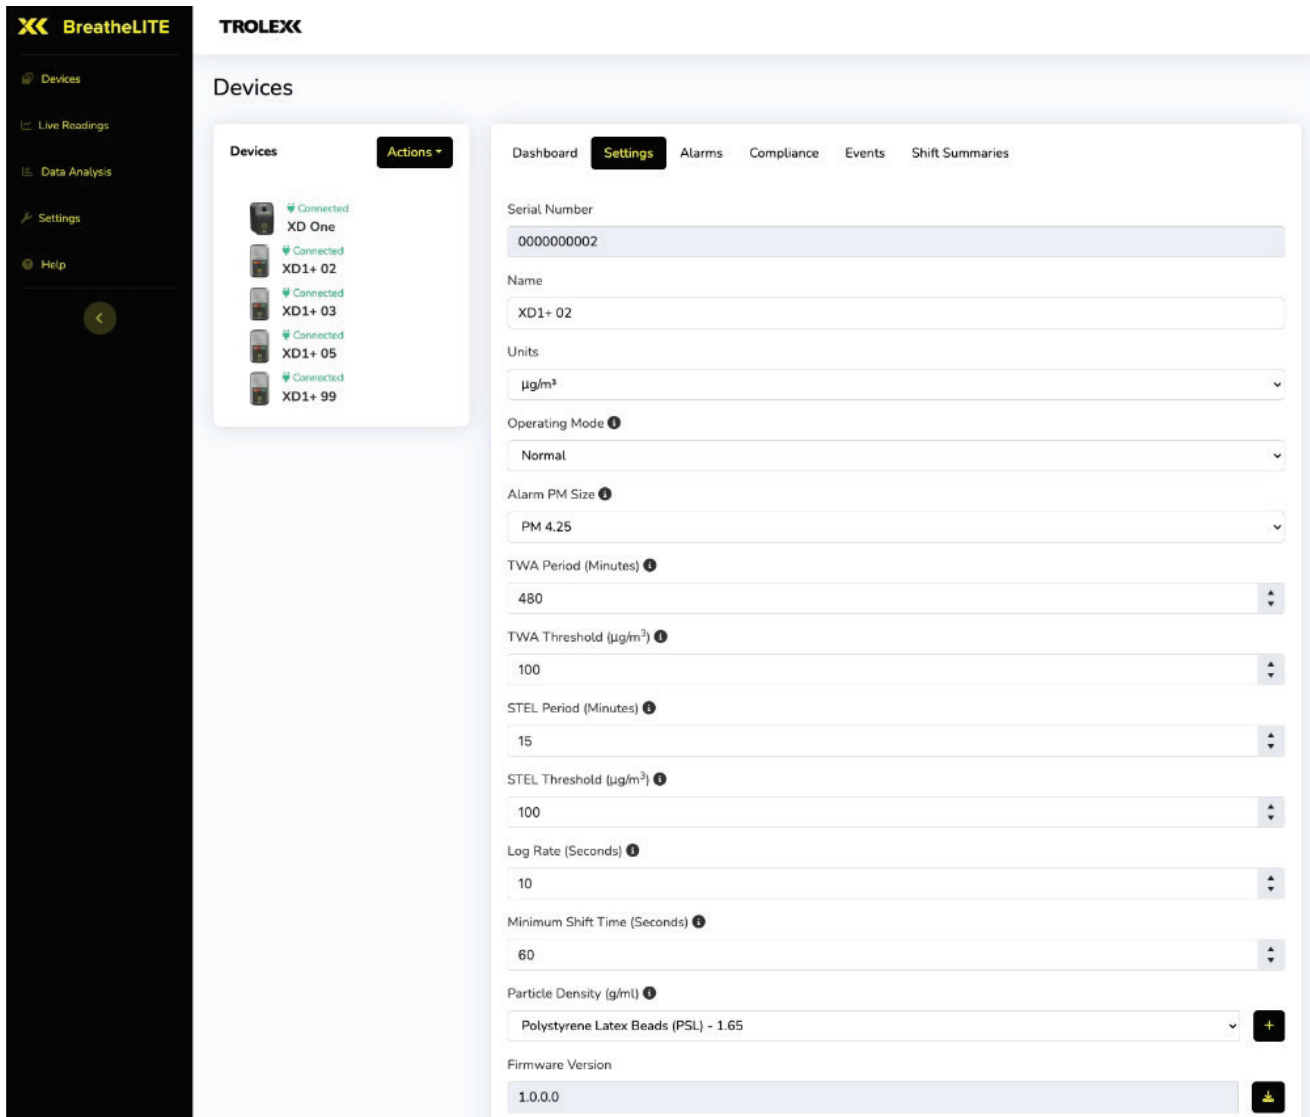 BreatheLITE
TROLEX
Devices
Live Readings
Data Analysis
Settings
Help
Devices
Devices
Actions
Connected
XD One
Connected
XD1+ 02
Connected
XD1+ 03
Connected
XD1+ 05
Connected
XD1+ 99
Dashboard Settings Alarms Compliance Events Shift Summaries
Serial Number
0000000002
Name
XD1+ 02
Units
µg/m³
Operating Mode
Normal
Alarm PM Size
PM 4.25
TWA Period (Minutes)
480
TWA Threshold (µg/m³)
100
STEL Period (Minutes)
15
STEL Threshold (µg/m³)
100
Log Rate (Seconds)
10
Minimum Shift Time (Seconds)
60
Particle Density (g/ml)
Polystyrene Latex Beads (PSL) - 1.65
Firmware Version
1.0.0.0